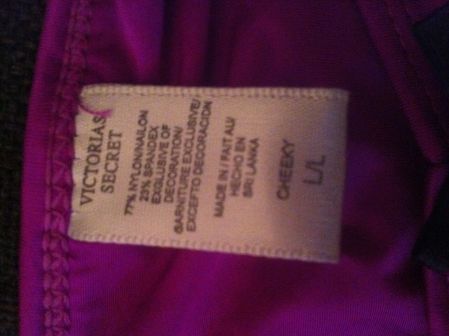 VICTORIAS
SECRET
77% NYLON/NAILON
23% SPANDEX
EXCLUSIVE OF
DECORATION/
GARNITURE EXCLUSIVE/
EXCEPTO DECORACION
MADE IN / FAIT AU/
HECHO EN
SRI LANKA
CHEEKY
L/L